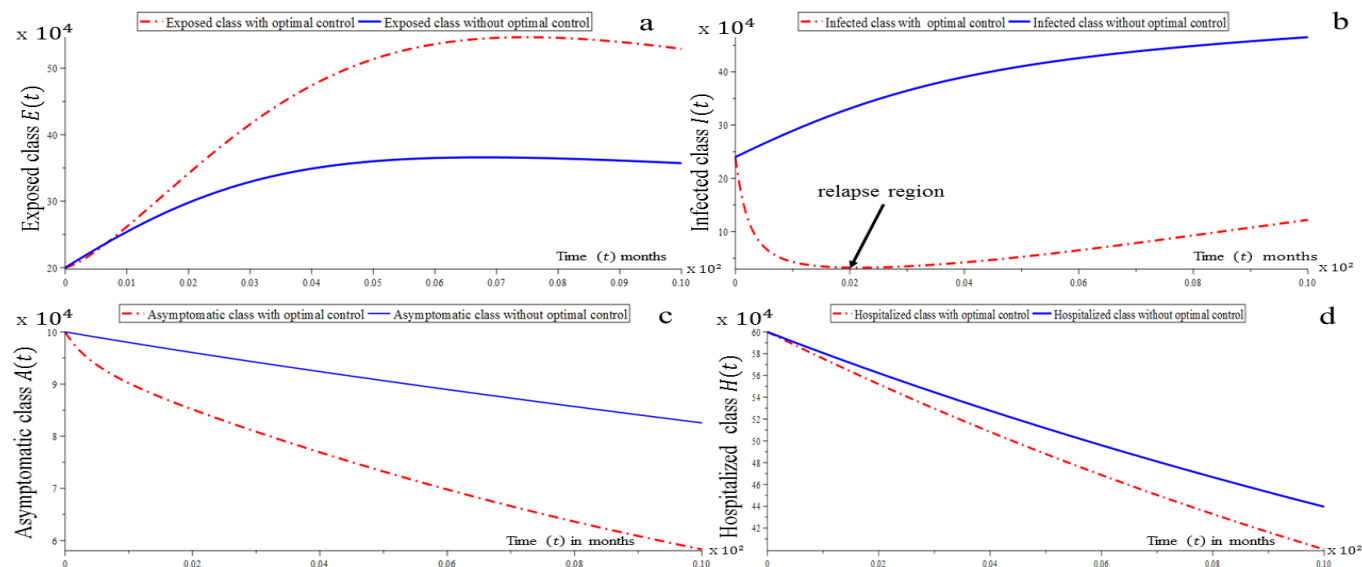 Exposed class with optimal control Exposed class without optimal control
a
x 10⁴
50
40
30
20
Exposed class E(t)
0 0.01 0.02 0.03 0.04 0.05 0.06 0.07 0.08 0.09 0.10
Time (t) months
x 10²
Infected class with optimal control Infected class without optimal control
b
x 10⁴
40
30
20
10
Infected class I(t)
relapse region
0 0.02 0.04 0.06 0.08 0.10
Time (t) months
x 10²
Asymptomatic class with optimal control Asymptomatic class without optimal control
c
x 10⁴
10
9
8
7
6
Asymptomatic class A(t)
0 0.02 0.04 0.06 0.08 0.10
Time (t) in months
x 10²
Hospitalized class with optimal control Hospitalized class without optimal control
d
x 10⁴
60
58
56
54
52
50
48
46
44
42
Hospitalized class H(t)
0 0.02 0.04 0.06 0.08 0.10
Time (t) in months
x 10²